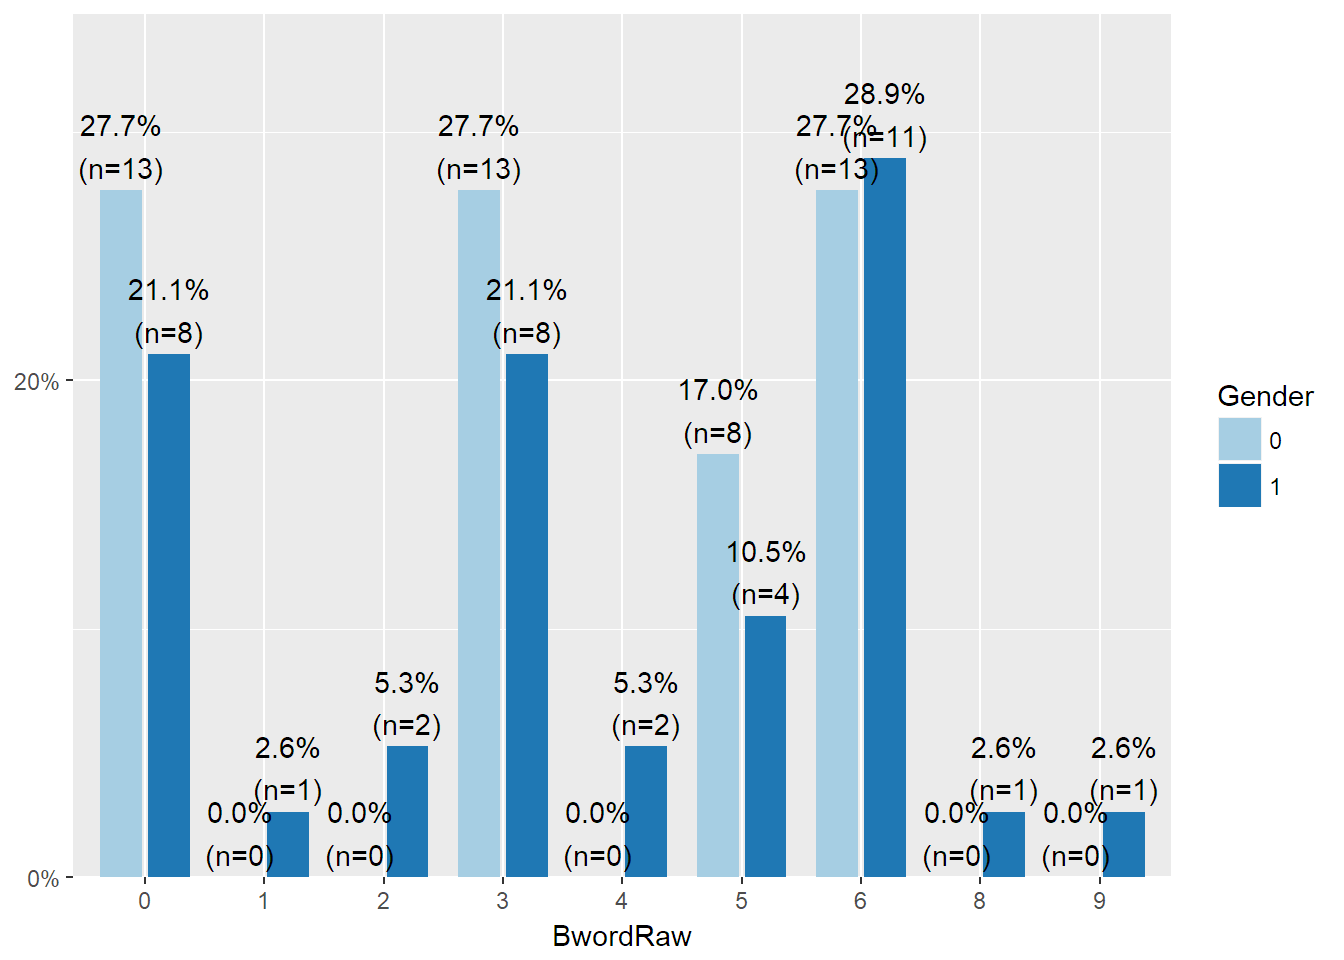 28.9%
(n=11)
27.7%
(n=13)
27.7%
(n=13)
27.7%
(n=13)
21.1%
(n=8)
21.1%
(n=8)
17.0%
(n=8)
10.5%
(n=4)
5.3%
(n=2)
5.3%
(n=2)
2.6%
(n=1)
2.6%
(n=1)
2.6%
(n=1)
0.0%
(n=0)
0.0%
(n=0)
0.0%
(n=0)
0.0%
(n=0)
0.0%
(n=0)
20%
0%
0 1 2 3 4 5 6 8 9
BwordRaw
Gender
0
1